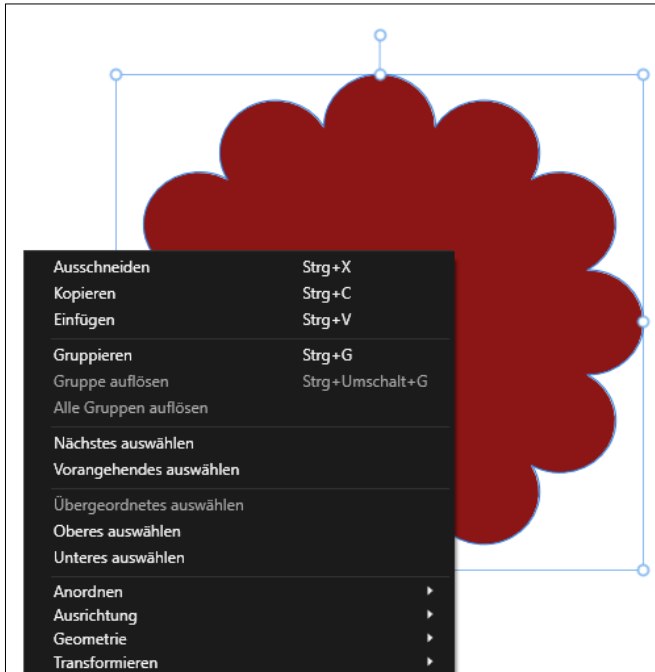 Ausschneiden Strg+X
Kopieren Strg+C
Einfügen Strg+V
Gruppieren Strg+G
Gruppe auflösen Strg+Umschalt+G
Alle Gruppen auflösen
Nächstes auswählen
Vorangehendes auswählen
Übergeordnetes auswählen
Oberes auswählen
Unteres auswählen
Anordnen
Ausrichtung
Geometrie
Transformieren